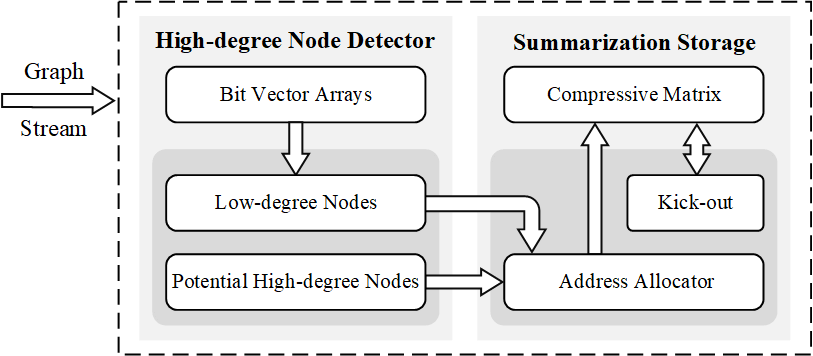 Graph
Stream
High-degree Node Detector
Bit Vector Arrays
Low-degree Nodes
Potential High-degree Nodes
Summarization Storage
Compressive Matrix
Kick-out
Address Allocator